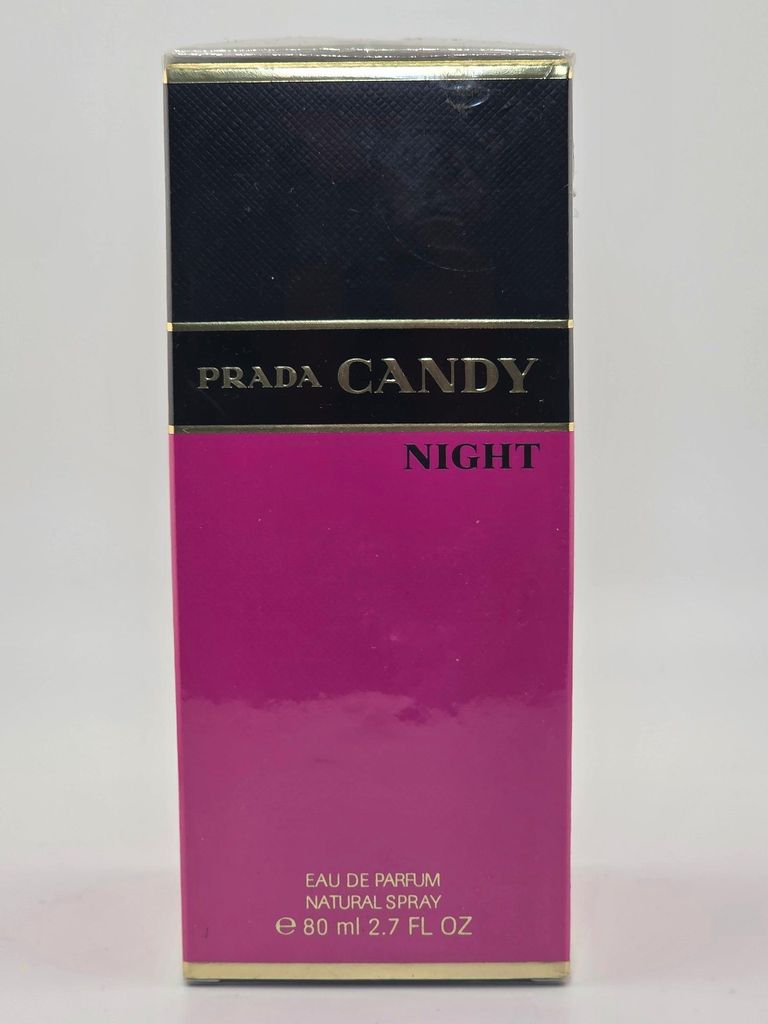 PRADA CANDY
NIGHT
EAU DE PARFUM
NATURAL SPRAY
℮ 80 ml 2.7 FL OZ